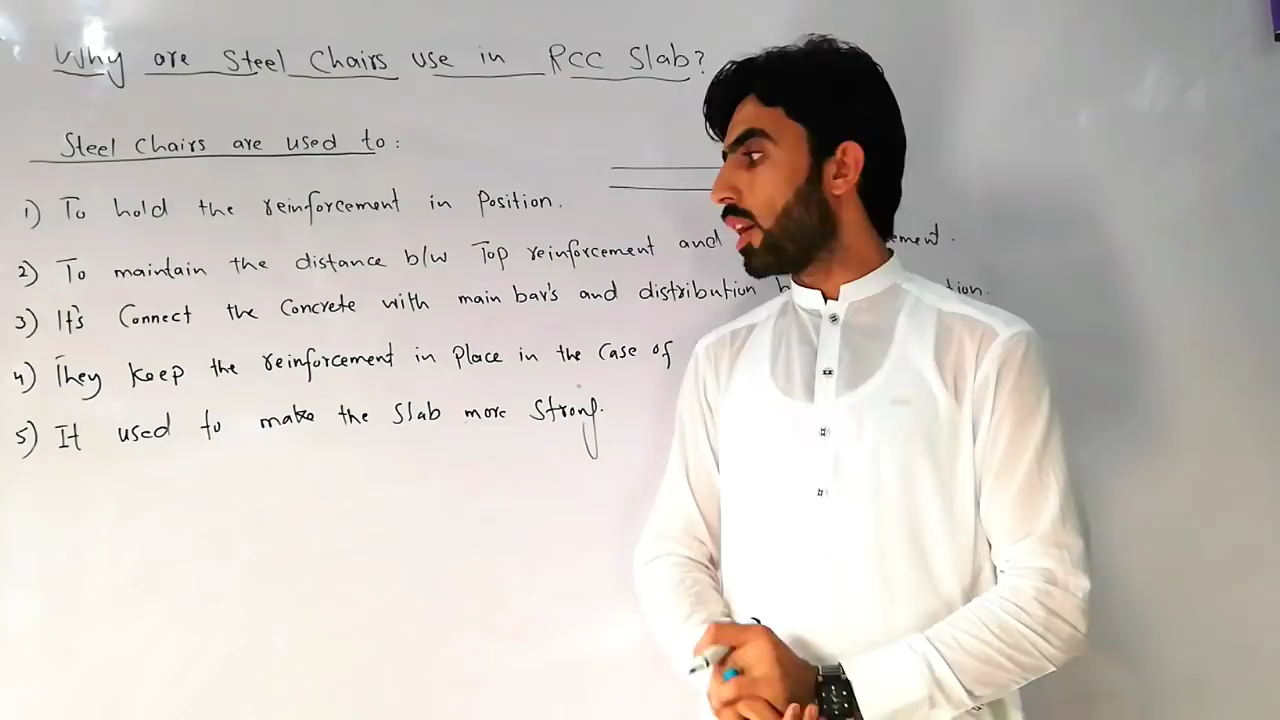 Why are Steel Chairs use in RCC Slab?
Steel Chairs are used to:
1) To hold the reinforcement in Position.
2) To maintain the distance b/w Top reinforcement and ement.
3) It's Connect the Concrete with main bar's and distribution b tion.
4) They keep the reinforcement in place in the Case of
5) It used to make the Slab more Strong.